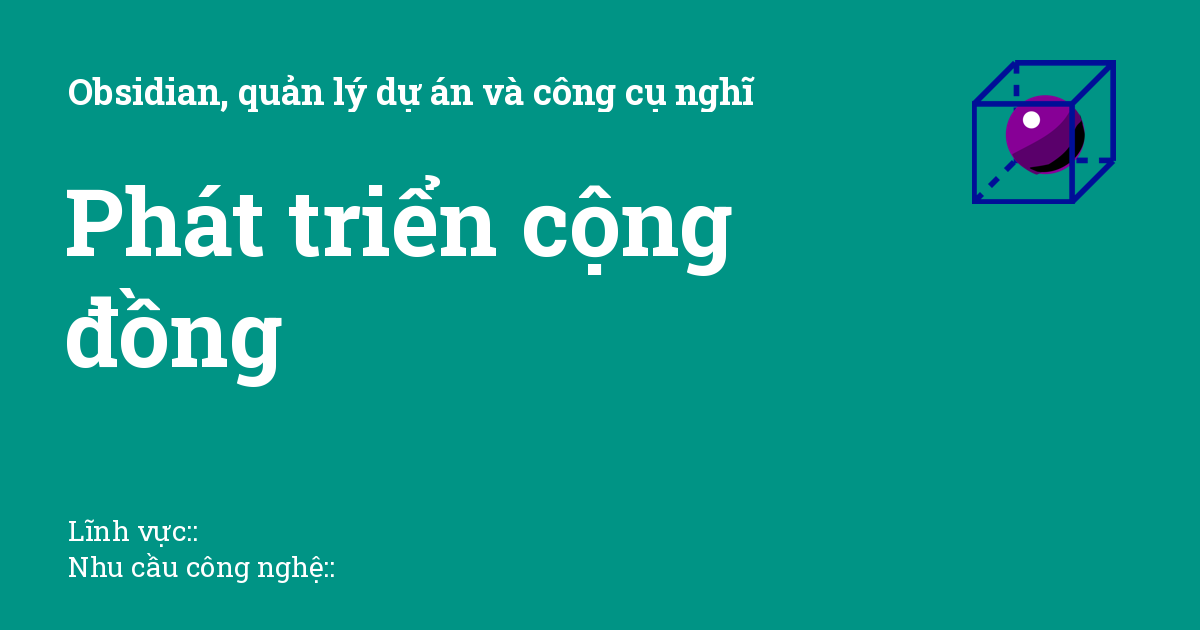 Obsidian, quản lý dự án và công cụ nghĩ
Phát triển cộng
đồng
Lĩnh vực::
Nhu cầu công nghệ::